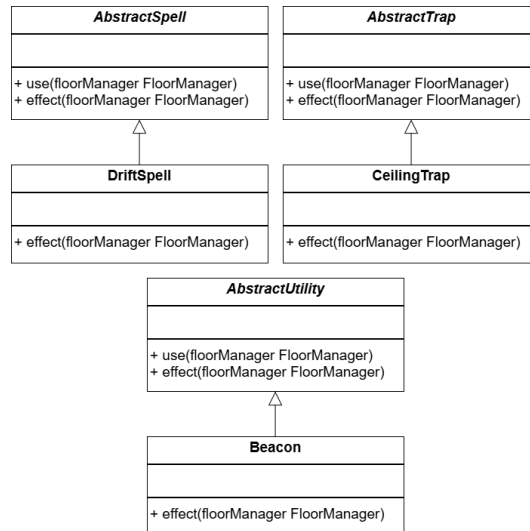 AbstractSpell
+ use(floorManager FloorManager)
+ effect(floorManager FloorManager)
AbstractTrap
+ use(floorManager FloorManager)
+ effect(floorManager FloorManager)
DriftSpell
+ effect(floorManager FloorManager)
CeilingTrap
+ effect(floorManager FloorManager)
AbstractUtility
+ use(floorManager FloorManager)
+ effect(floorManager FloorManager)
Beacon
+ effect(floorManager FloorManager)